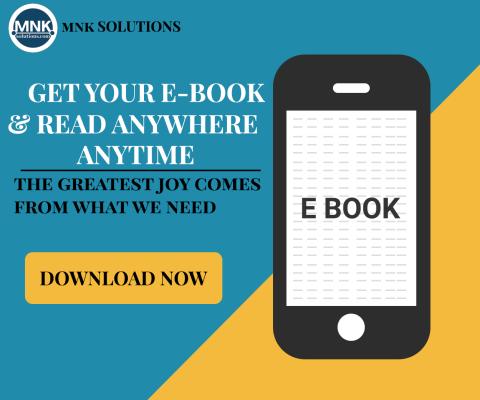 MNK
solutions.com
MNK SOLUTIONS
GET YOUR E-BOOK
& READ ANYWHERE
ANYTIME
THE GREATEST JOY COMES
FROM WHAT WE NEED
E BOOK
DOWNLOAD NOW